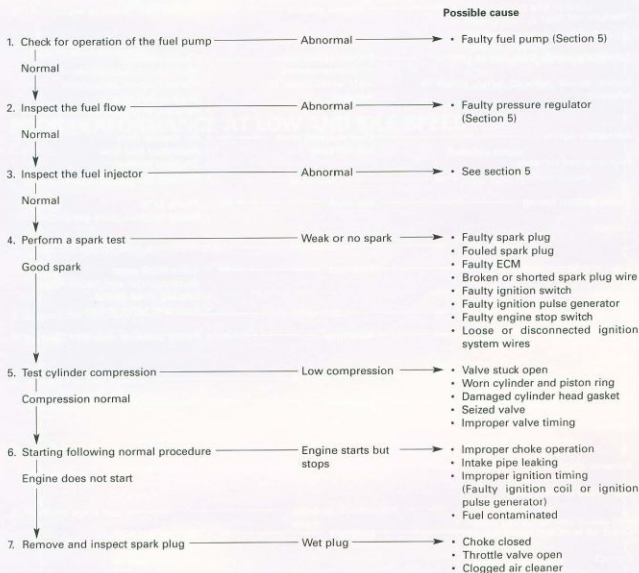 Possible cause
1. Check for operation of the fuel pump Abnormal • Faulty fuel pump (Section 5)
Normal
2. Inspect the fuel flow Abnormal • Faulty pressure regulator
(Section 5)
Normal
3. Inspect the fuel injector Abnormal • See section 5
Normal
4. Perform a spark test Weak or no spark • Faulty spark plug
• Fouled spark plug
Good spark • Faulty ECM
• Broken or shorted spark plug wire
• Faulty ignition switch
• Faulty ignition pulse generator
• Faulty engine stop switch
• Loose or disconnected ignition
system wires
5. Test cylinder compression Low compression • Valve stuck open
• Worn cylinder and piston ring
Compression normal • Damaged cylinder head gasket
• Seized valve
• Improper valve timing
6. Starting following normal procedure Engine starts but • Improper choke operation
stops • Intake pipe leaking
Engine does not start • Improper ignition timing
(Faulty ignition coil or ignition
pulse generator)
• Fuel contaminated
7. Remove and inspect spark plug Wet plug • Choke closed
• Throttle valve open
• Clogged air cleaner